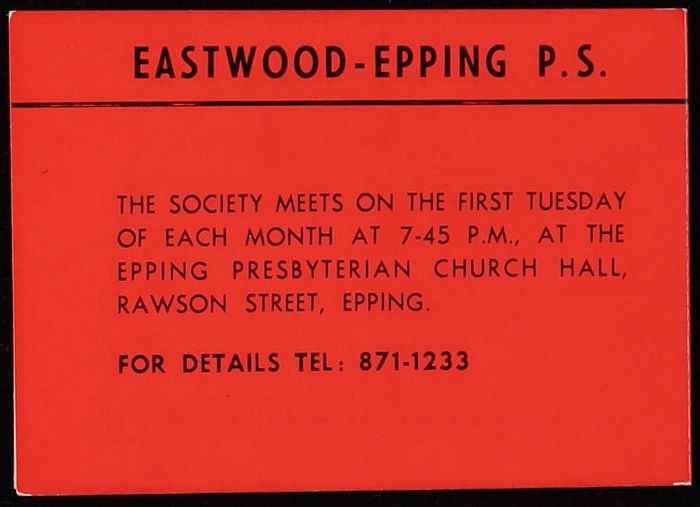 EASTWOOD-EPPING P.S.
THE SOCIETY MEETS ON THE FIRST TUESDAY
OF EACH MONTH AT 7-45 P.M., AT THE
EPPING PRESBYTERIAN CHURCH HALL,
RAWSON STREET, EPPING.
FOR DETAILS TEL: 871-1233